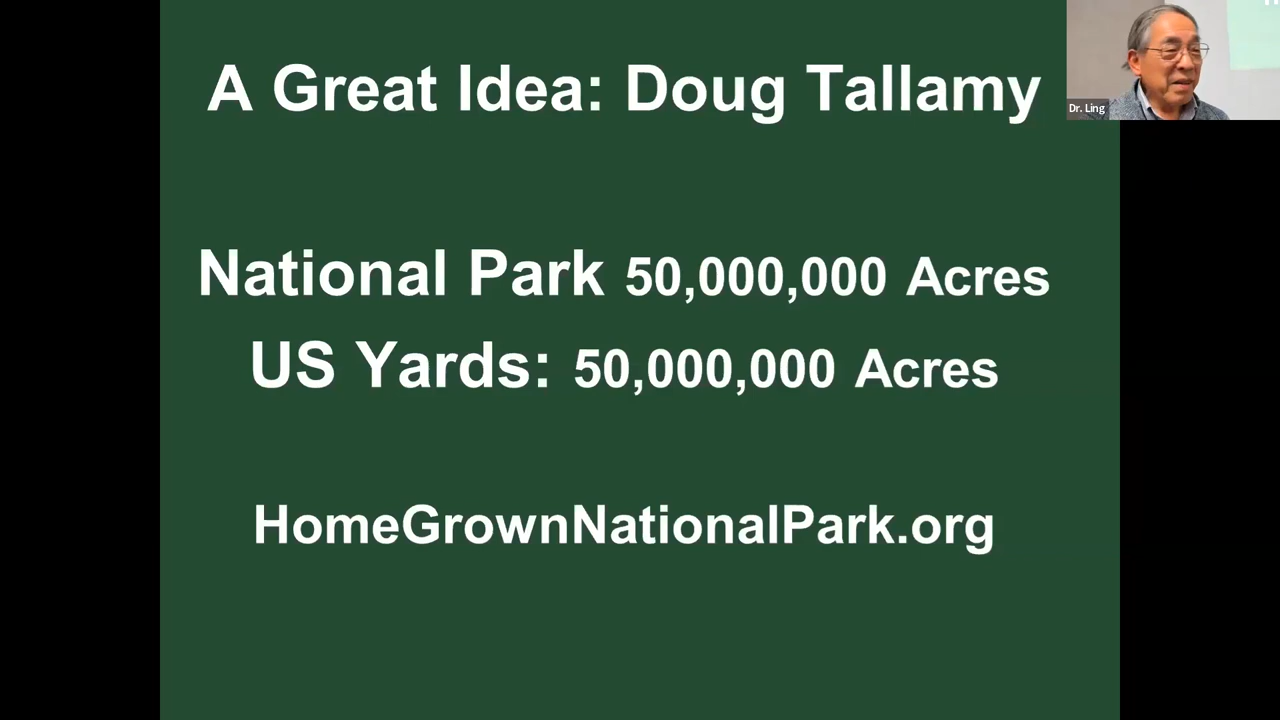 A Great Idea: Doug Tallamy
Dr. Ling
National Park 50,000,000 Acres
US Yards: 50,000,000 Acres
HomeGrownNationalPark.org